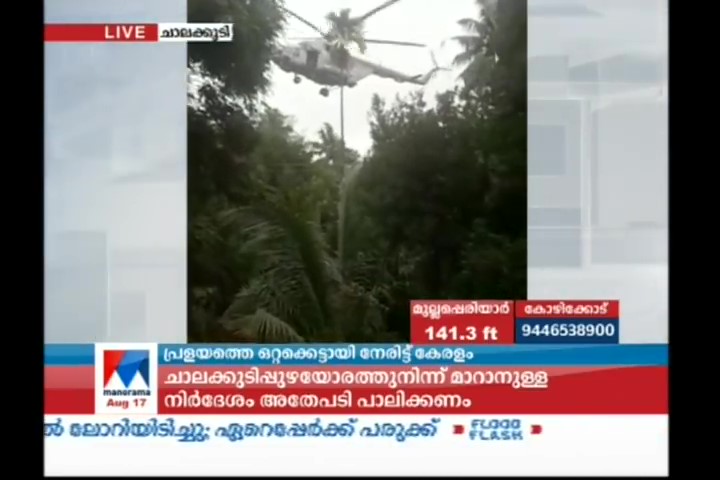 LIVE ചാലക്കുടി
മുല്ലപ്പെരിയാർ
141.3 ft
കോഴിക്കോട്
9446538900
പ്രളയത്തെ ഒറ്റക്കെട്ടായി നേരിട്ട് കേരളം
manorama
Aug 17
ചാലക്കുടിപ്പുഴയോരത്തുനിന്ന് മാറാനുള്ള
നിർദേശം അതേപടി പാലിക്കണം
ൽ ലോറിയിടിച്ചു; ഏറെപ്പേർക്ക് പരുക്ക്
FLOOD
FLASH